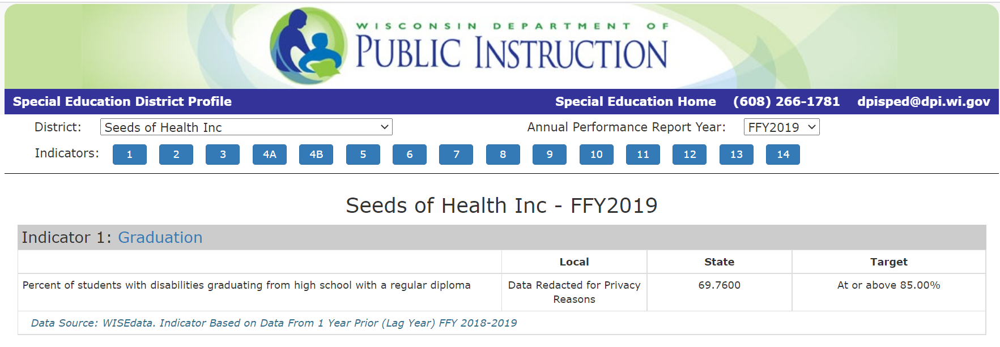 WISCONSIN DEPARTMENT OF
PUBLIC INSTRUCTION
Special Education District Profile Special Education Home (608) 266-1781 dpisped@dpi.wi.gov
District: Seeds of Health Inc Annual Performance Report Year: FFY2019
Indicators: 1 2 3 4A 4B 5 6 7 8 9 10 11 12 13 14
Seeds of Health Inc - FFY2019
Indicator 1: Graduation
Local State Target
Percent of students with disabilities graduating from high school with a regular diploma Data Redacted for Privacy 69.7600 At or above 85.00%
Reasons
Data Source: WISEdata. Indicator Based on Data From 1 Year Prior (Lag Year) FFY 2018-2019